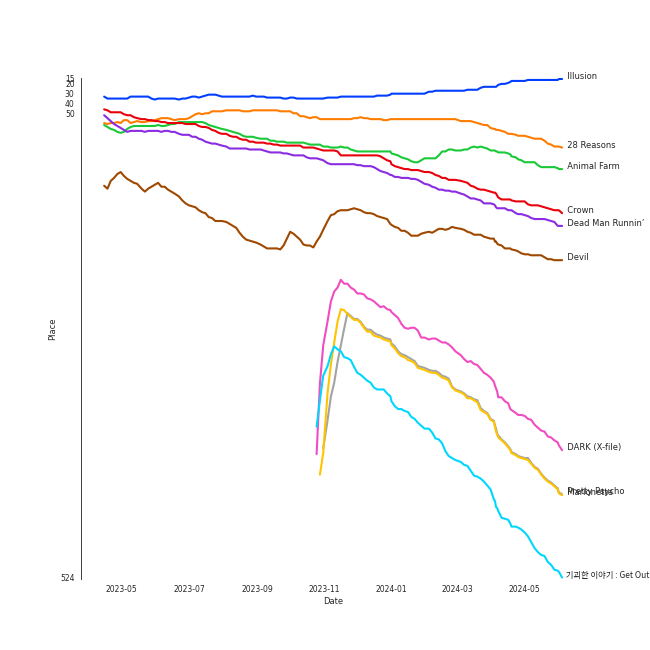 15
20
30
40
50
524
Place
Illusion
28 Reasons
Animal Farm
Crown
Dead Man Runnin'
Devil
DARK (X-file)
Pretty Psycho
Marionette
기괴한 이야기 : Get Out
2023-05 2023-07 2023-09 2023-11 2024-01 2024-03 2024-05
Date